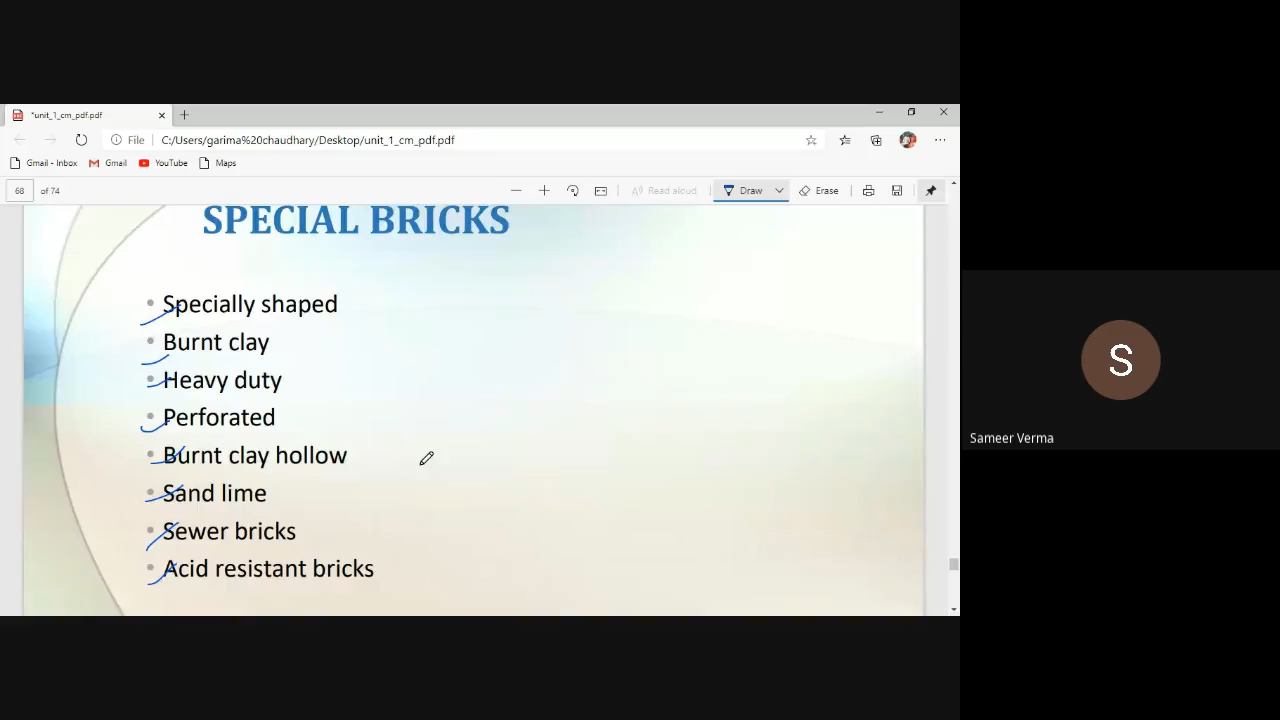 *unit_1_cm_pdf.pdf
File C:/Users/garima%20chaudhary/Desktop/unit_1_cm_pdf.pdf
Gmail - Inbox Gmail YouTube Maps
68 of 74 Read aloud Draw Erase
SPECIAL BRICKS
• Specially shaped
• Burnt clay
• Heavy duty
• Perforated
• Burnt clay hollow
• Sand lime
• Sewer bricks
• Acid resistant bricks
S
Sameer Verma